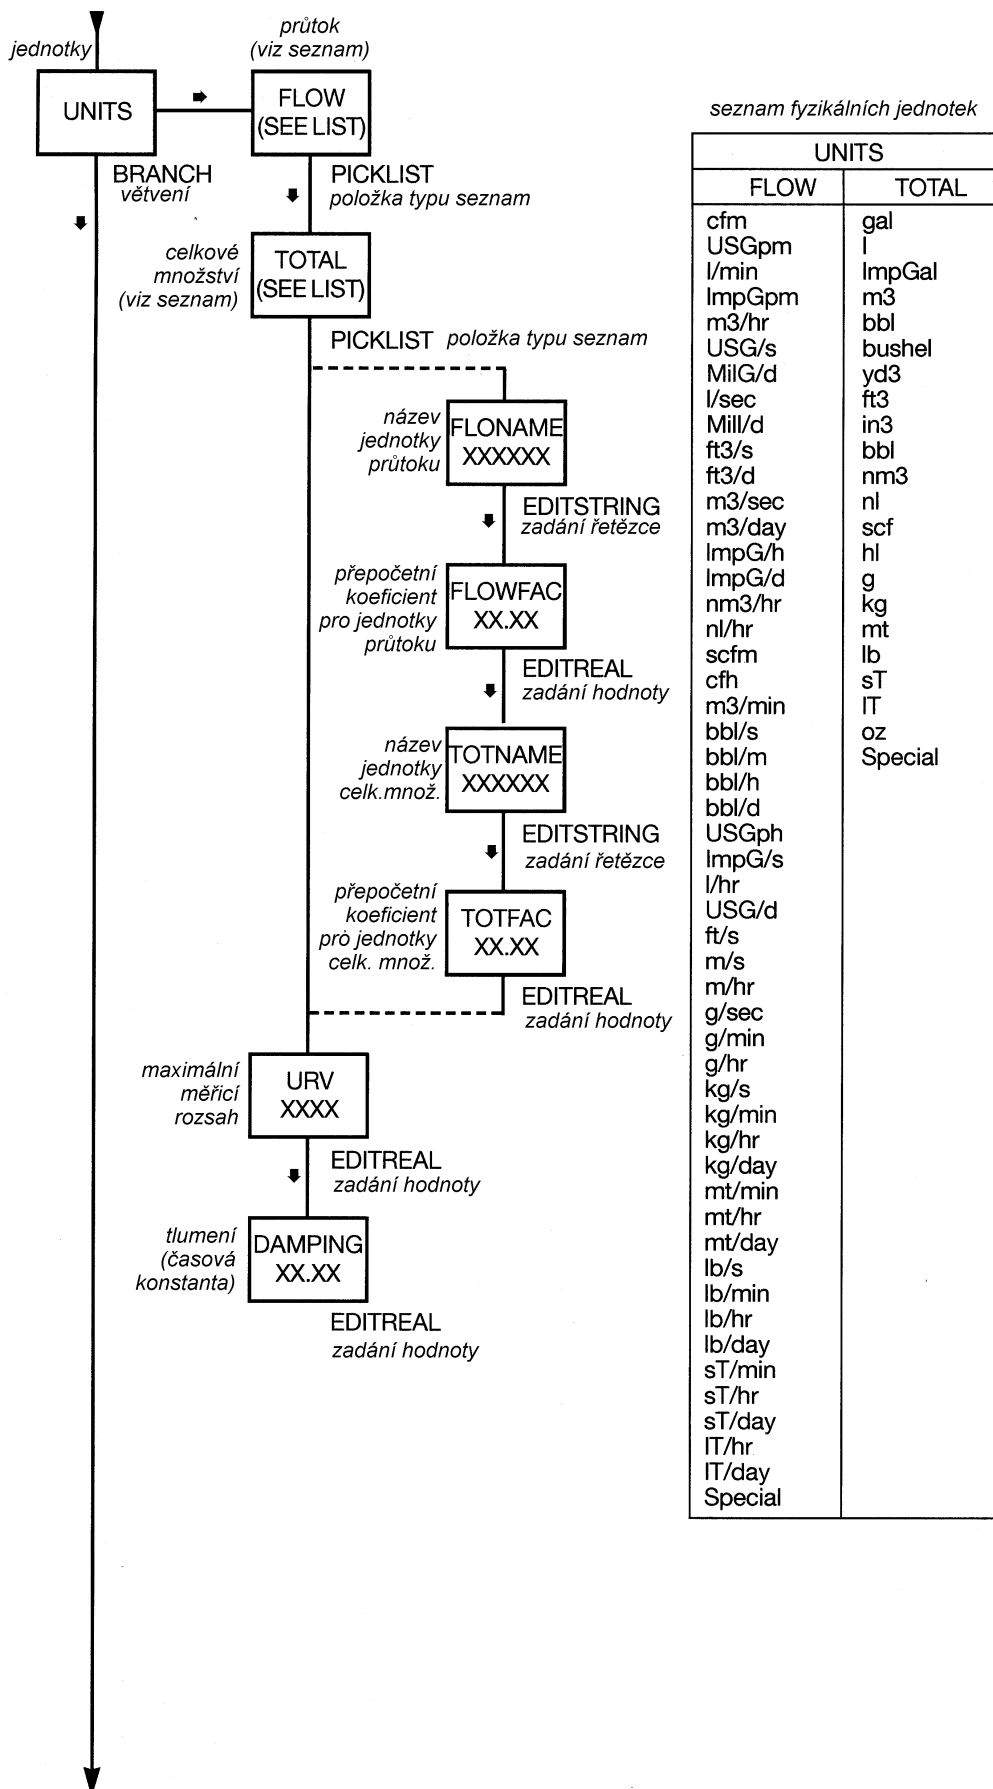 jednotky
průtok
(viz seznam)
UNITS
FLOW
(SEE LIST)
BRANCH
větvení
PICKLIST
položka typu seznam
celkové
množství
(viz seznam)
TOTAL
(SEE LIST)
PICKLIST položka typu seznam
název
jednotky
průtoku
FLONAME
XXXXXX
EDITSTRING
zadání řetězce
přepočetní
koeficient
pro jednotky
průtoku
FLOWFAC
XX.XX
EDITREAL
zadání hodnoty
název
jednotky
celk.množ.
TOTNAME
XXXXXX
EDITSTRING
zadání řetězce
přepočetní
koeficient
pro jednotky
celk. množ.
TOTFAC
XX.XX
EDITREAL
zadání hodnoty
maximální
měřicí
rozsah
URV
XXXX
EDITREAL
zadání hodnoty
tlumení
(časová
konstanta)
DAMPING
XX.XX
EDITREAL
zadání hodnoty
seznam fyzikálních jednotek
UNITS
FLOW TOTAL
cfm gal
USGpm l
l/min ImpGal
ImpGpm m3
m3/hr bbl
USG/s bushel
MilG/d yd3
l/sec ft3
Mill/d in3
ft3/s bbl
ft3/d nm3
m3/sec nl
m3/day scf
ImpG/h hl
ImpG/d g
nm3/hr kg
nl/hr mt
scfm lb
cfh sT
m3/min lT
bbl/s oz
bbl/m Special
bbl/h
bbl/d
USGph
ImpG/s
l/hr
USG/d
ft/s
m/s
m/hr
g/sec
g/min
g/hr
kg/s
kg/min
kg/hr
kg/day
mt/min
mt/hr
mt/day
lb/s
lb/min
lb/hr
lb/day
sT/min
sT/hr
sT/day
lT/hr
lT/day
Special